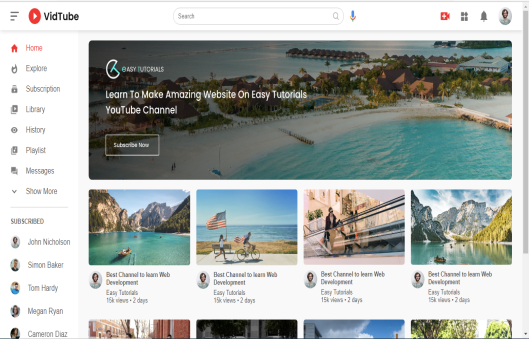 VidTube
Search
Home
Explore
Subscription
Library
History
Playlist
Messages
Show More
SUBSCRIBED
John Nicholson
Simon Baker
Tom Hardy
Megan Ryan
Cameron Diaz
EASY TUTORIALS
Learn To Make Amazing Website On Easy Tutorials
YouTube Channel
Subscribe Now
Best Channel to learn Web
Development
Easy Tutorials
15k views • 2 days
Best Channel to learn Web
Development
Easy Tutorials
15k views • 2 days
Best Channel to learn Web
Development
Easy Tutorials
15k views • 2 days
Best Channel to learn Web
Development
Easy Tutorials
15k views • 2 days